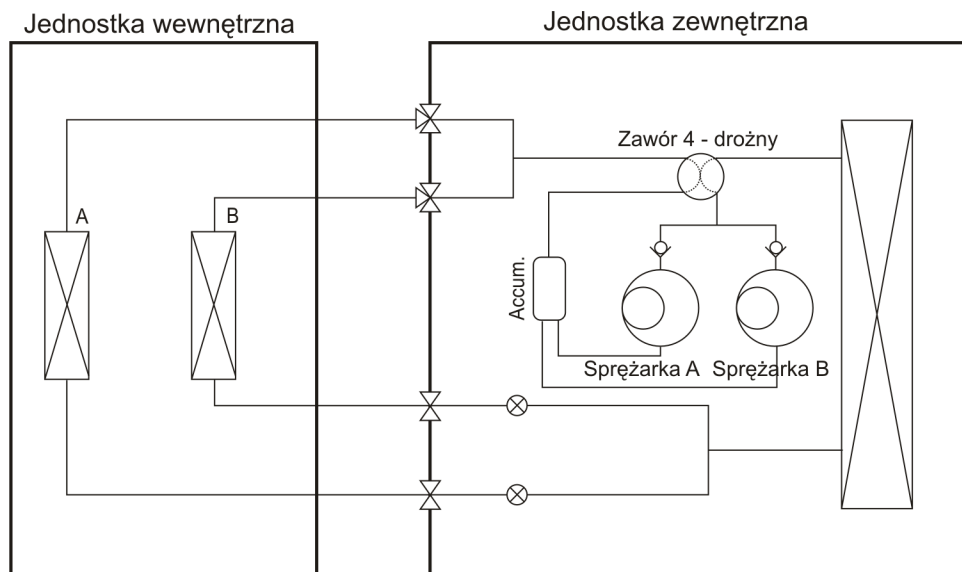 Jednostka wewnętrzna
Jednostka zewnętrzna
Zawór 4 - drożny
A
B
Accum.
Sprężarka A
Sprężarka B